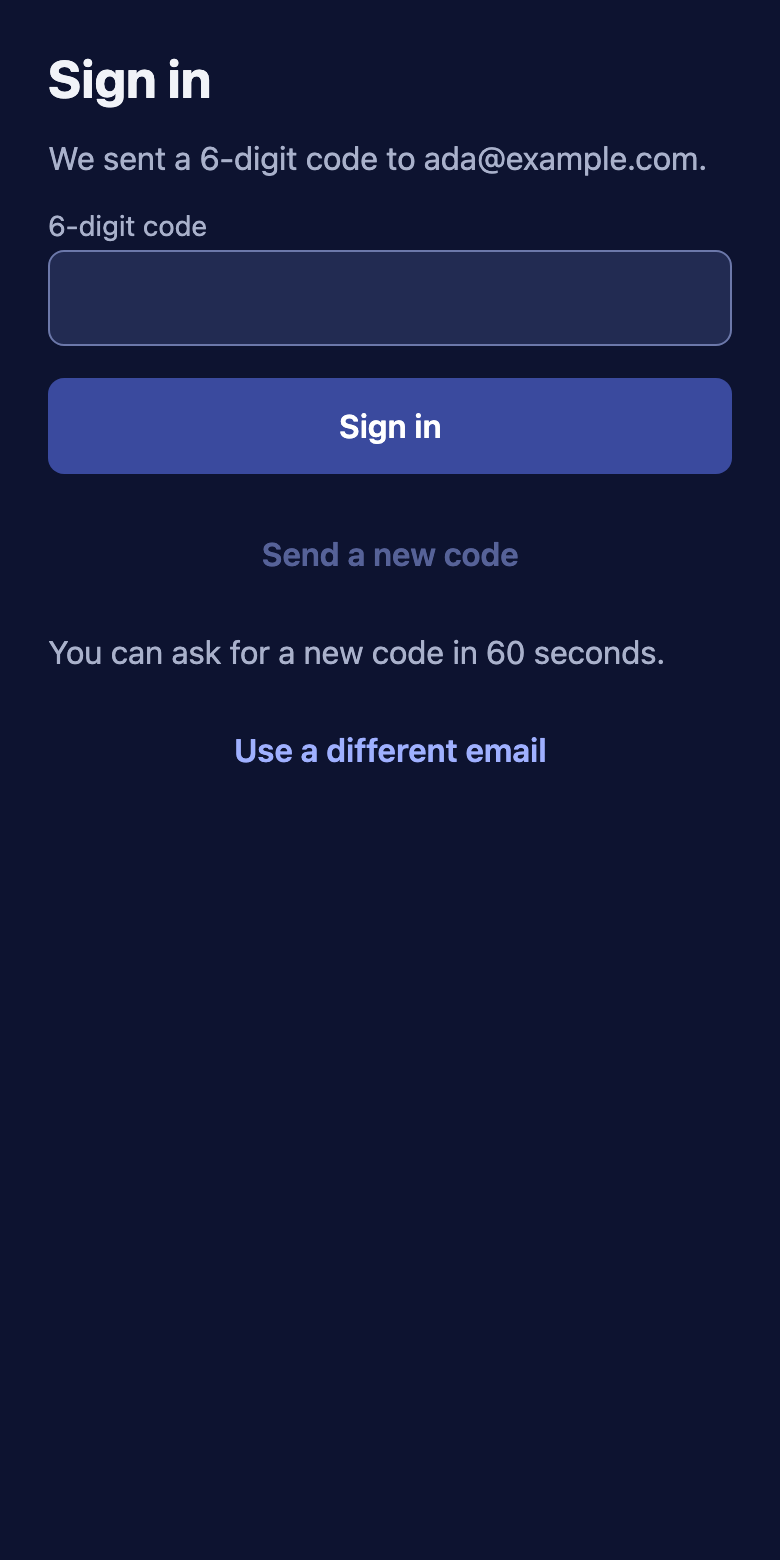 Sign in
We sent a 6-digit code to ada@example.com.
6-digit code
Sign in
Send a new code
You can ask for a new code in 60 seconds.
Use a different email